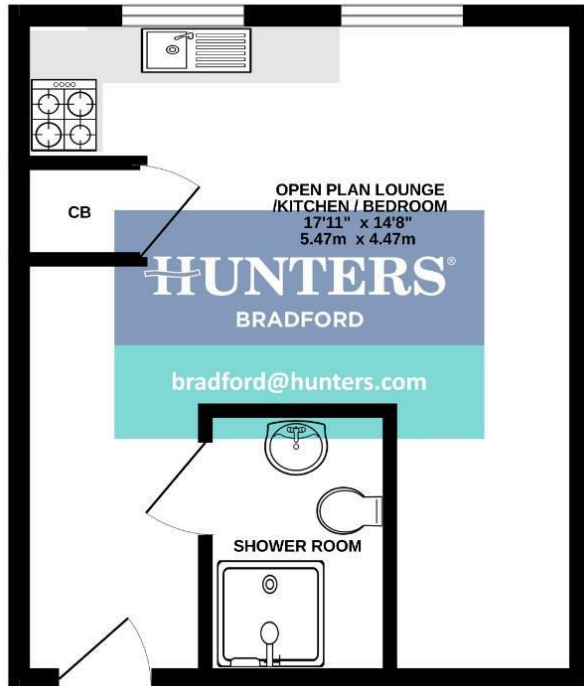 CB
OPEN PLAN LOUNGE
/KITCHEN / BEDROOM
17'11" x 14'8"
5.47m x 4.47m
HUNTERS®
BRADFORD
bradford@hunters.com
SHOWER ROOM